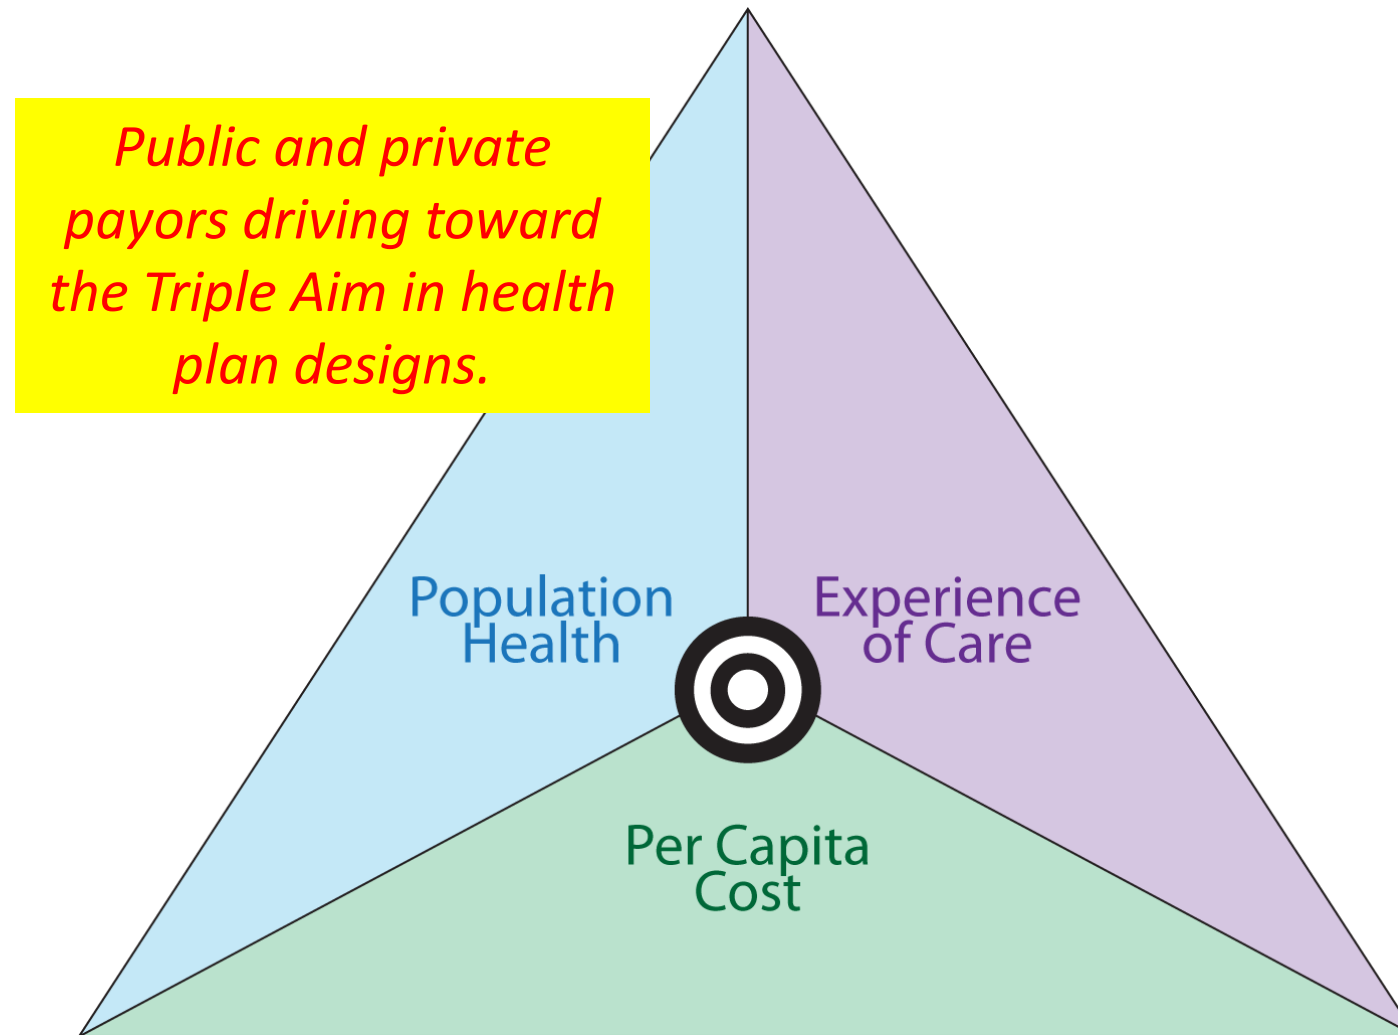 Public and private
payors driving toward
the Triple Aim in health
plan designs.
Population
Health
Experience
of Care
Per Capita
Cost